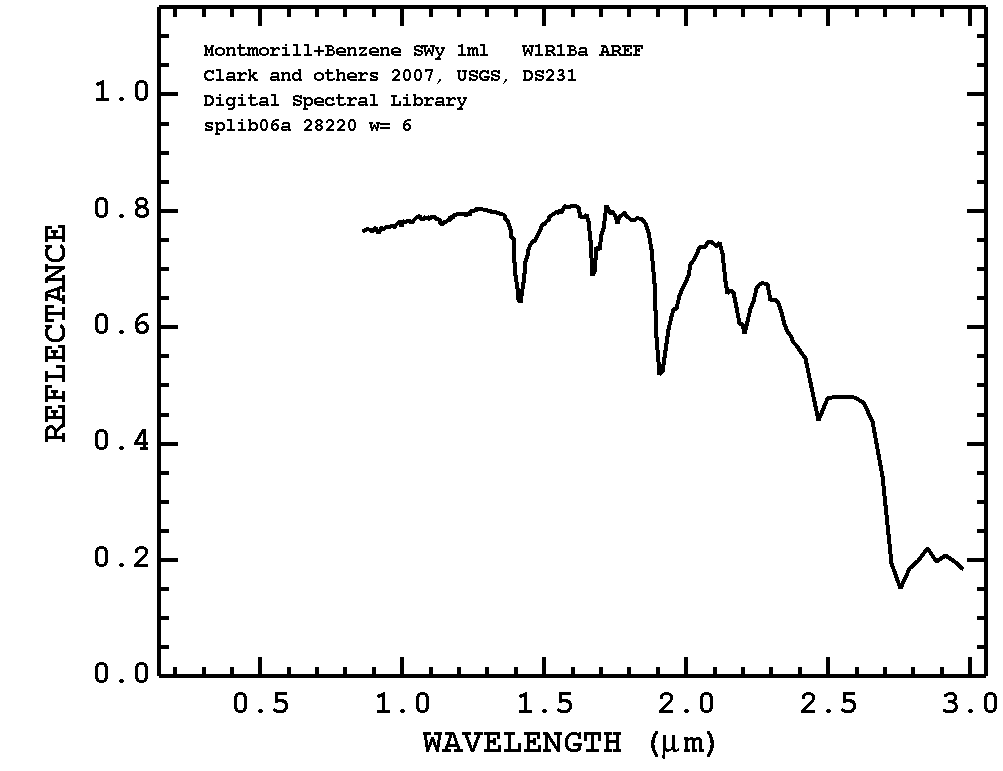 Montmorill+Benzene SWy 1ml   W1R1Ba AREF
Clark and others 2007, USGS, DS231
Digital Spectral Library
splib06a 28220 w= 6
1.0
0.8
0.6
0.4
0.2
0.0
REFLECTANCE
0.5 1.0 1.5 2.0 2.5 3.0
WAVELENGTH (μm)